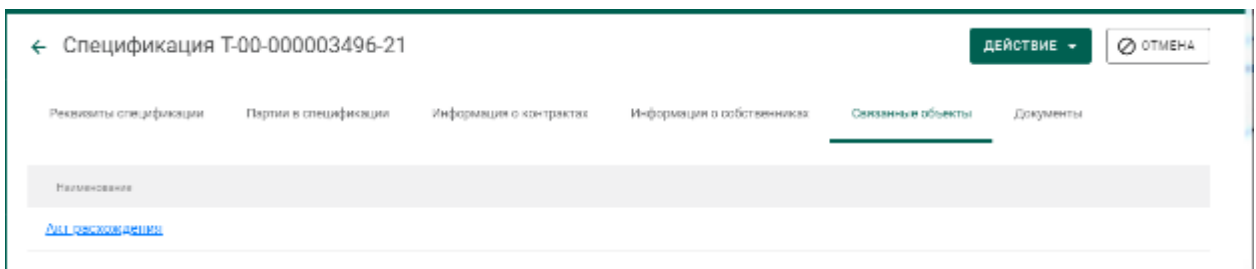 ← Спецификация Т-00-000003496-21
ДЕЙСТВИЕ
ОТМЕНА
Реквизиты спецификации
Партии в спецификации
Информация о контрактах
Информация о собственниках
Связанные объекты
Документы
Наименование
Акт расхождения